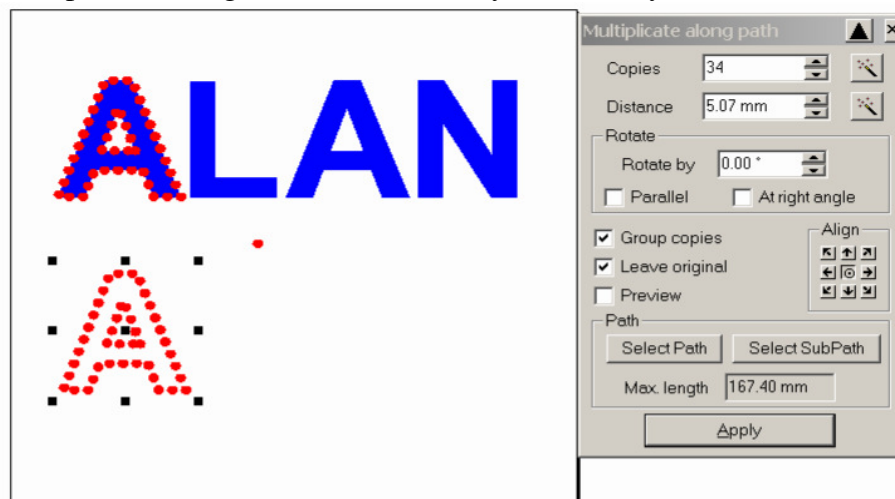 ALAN
Multiplicate along path
Copies 34
Distance 5.07 mm
Rotate
Rotate by 0.00 °
Parallel At right angle
Group copies
Align
Leave original
Preview
Path
Select Path Select SubPath
Max. length 167.40 mm
Apply
A